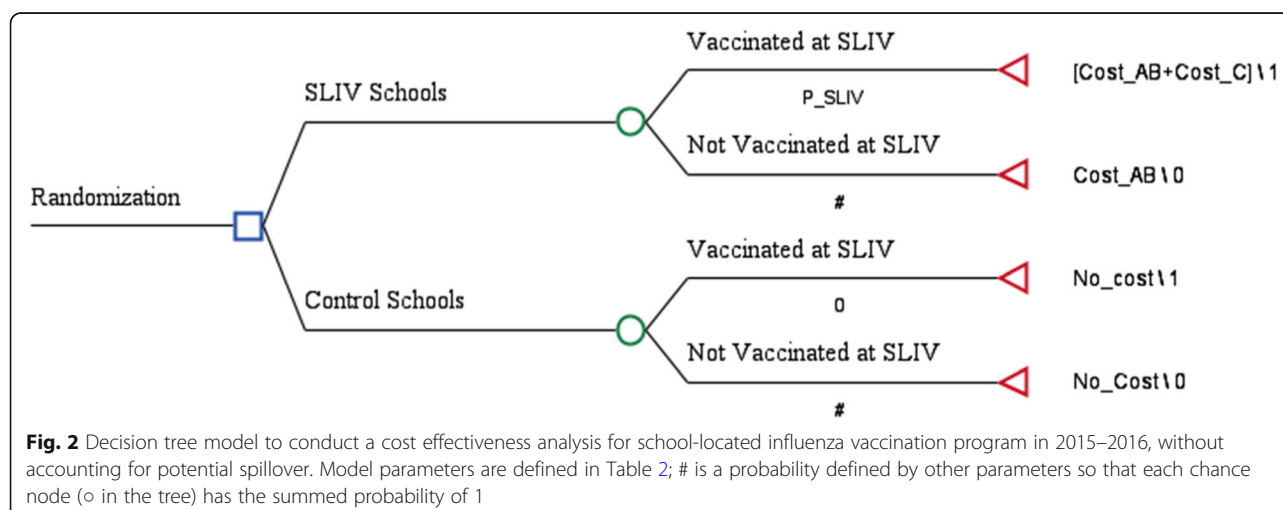 Vaccinated at SLIV
[Cost_AB+Cost_C]\1
P_SLIV
SLIV Schools
Not Vaccinated at SLIV
Cost_AB\0
#
Randomization
Vaccinated at SLIV
No_cost\1
0
Control Schools
Not Vaccinated at SLIV
No_Cost\0
#
Fig. 2 Decision tree model to conduct a cost effectiveness analysis for school-located influenza vaccination program in 2015–2016, without
accounting for potential spillover. Model parameters are defined in Table 2; # is a probability defined by other parameters so that each chance
node (○ in the tree) has the summed probability of 1